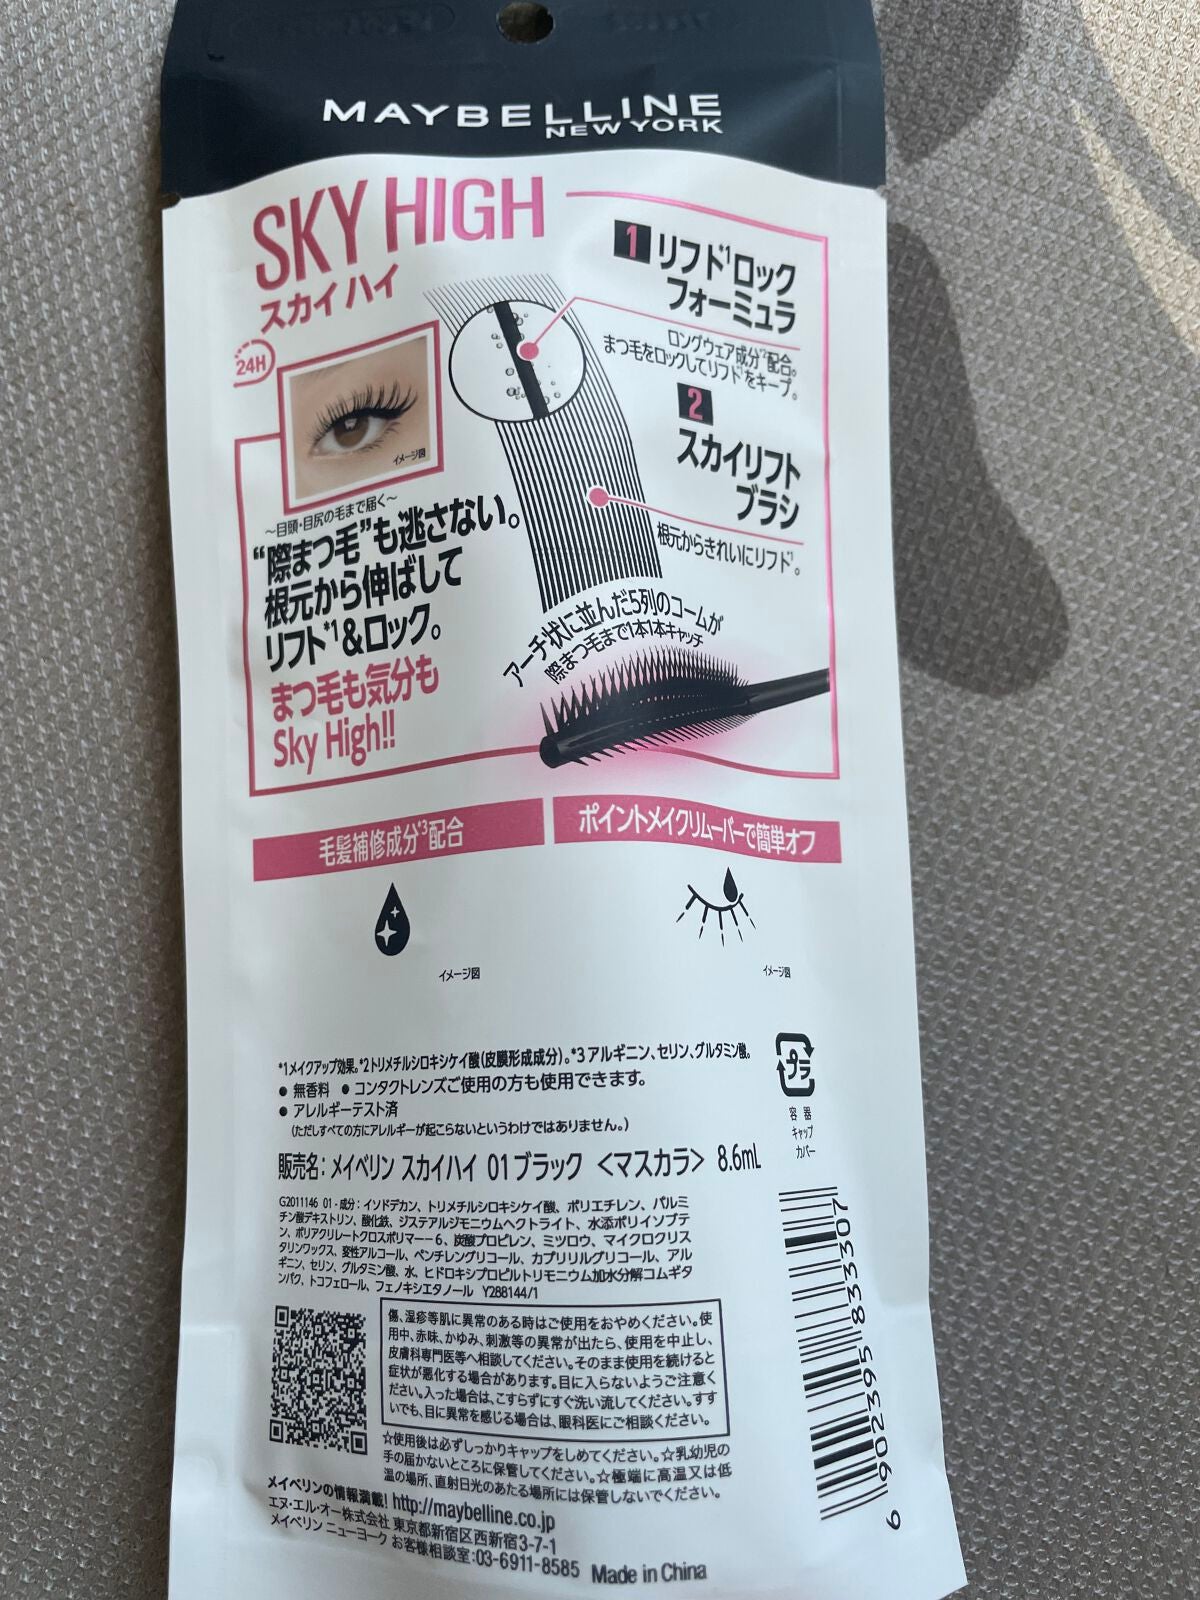 MAYBELLINE
NEW YORK
SKY HIGH
スカイ ハイ
24H
イメージ図
～目頭・目尻の毛まで届く～
“際まつ毛”も逃さない。
根元から伸ばして
リフト*1&ロック。
まつ毛も気分も
Sky High!!
1 リフト*1ロック
フォーミュラ
ロングウェア成分*2配合。
まつ毛をロックしてリフト*1をキープ。
2
スカイリフト
ブラシ
根元からきれいにリフト*1。
アーチ状に並んだ5列のコームが
際まつ毛まで1本1本キャッチ
毛髪補修成分*3配合
ポイントメイクリムーバーで簡単オフ
イメージ図
イメージ図
*1メイクアップ効果。*2トリメチルシロキシケイ酸(皮膜形成成分)。*3アルギニン、セリン、グルタミン酸。
● 無香料 ● コンタクトレンズご使用の方も使用できます。
● アレルギーテスト済
(ただしすべての方にアレルギーが起こらないというわけではありません。)
プラ
容器
キャップ
カバー
販売名：メイベリン スカイハイ 01 ブラック 〈マスカラ〉 8.6mL
G2011146 01 - 成分：イソドデカン、トリメチルシロキシケイ酸、ポリエチレン、パルミ
チン酸デキストリン、酸化鉄、ジステアルジモニウムヘクトライト、水添ポリイソブテ
ン、ポリアクリレートクロスポリマー－6、炭酸プロピレン、ミツロウ、マイクロクリス
タリンワックス、変性アルコール、ペンチレングリコール、カプリリルグリコール、アル
ギニン、セリン、グルタミン酸、水、ヒドロキシプロピルトリモニウム加水分解コムギタ
ンパク、トコフェロール、フェノキシエタノール Y288144/1
傷、湿疹等肌に異常のある時はご使用をおやめください。使
用中、赤味、かゆみ、刺激等の異常が出たら、使用を中止し、
皮膚科専門医等へ相談してください。そのまま使用を続けると
症状が悪化する場合があります。目に入らないようご注意く
ださい。入った場合は、こすらずにすぐ洗い流してください。すす
いでも、目に異常を感じる場合は、眼科医にご相談ください。
☆使用後は必ずしっかりキャップをしめてください。☆乳幼児の
手の届かないところに保管してください。☆極端に高温又は低
温の場所、直射日光のあたる場所には保管しないでください。
メイベリンの情報満載! http://maybelline.co.jp
エヌ・エル・オー株式会社 東京都新宿区西新宿3-7-1
メイベリン ニューヨーク お客様相談室：03-6911-8585 Made in China
6 902395 833307